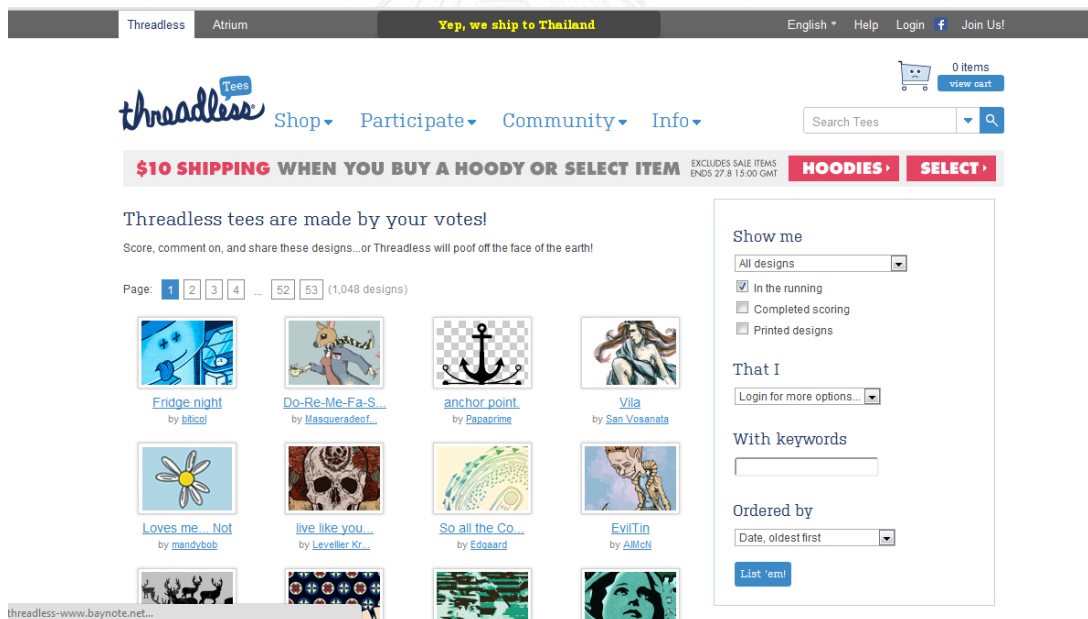 Threadless Atrium Yep, we ship to Thailand English Help Login f Join Us!
0 items
view cart
Tees
threadless
Shop Participate Community Info
Search Tees
$10 SHIPPING WHEN YOU BUY A HOODY OR SELECT ITEM EXCLUDES SALE ITEMS ENDS 27.8 15:00 GMT HOODIES SELECT
Threadless tees are made by your votes!
Score, comment on, and share these designs...or Threadless will poof off the face of the earth!
Page: 1 2 3 4 ... 52 53 (1,048 designs)
Fridge night Do-Re-Me-Fa-S... anchor point. Vila
by biticol by Masqueradeof... by Papaprime by San Vosanata
Loves me... Not live like you... So all the Co... EvilTin
by mandybob by Levellier Kr... by Edgaard by AlMcN
threadless-www.baynote.net...
Show me
All designs
In the running
Completed scoring
Printed designs
That I
Login for more options...
With keywords
Ordered by
Date, oldest first
List 'em!